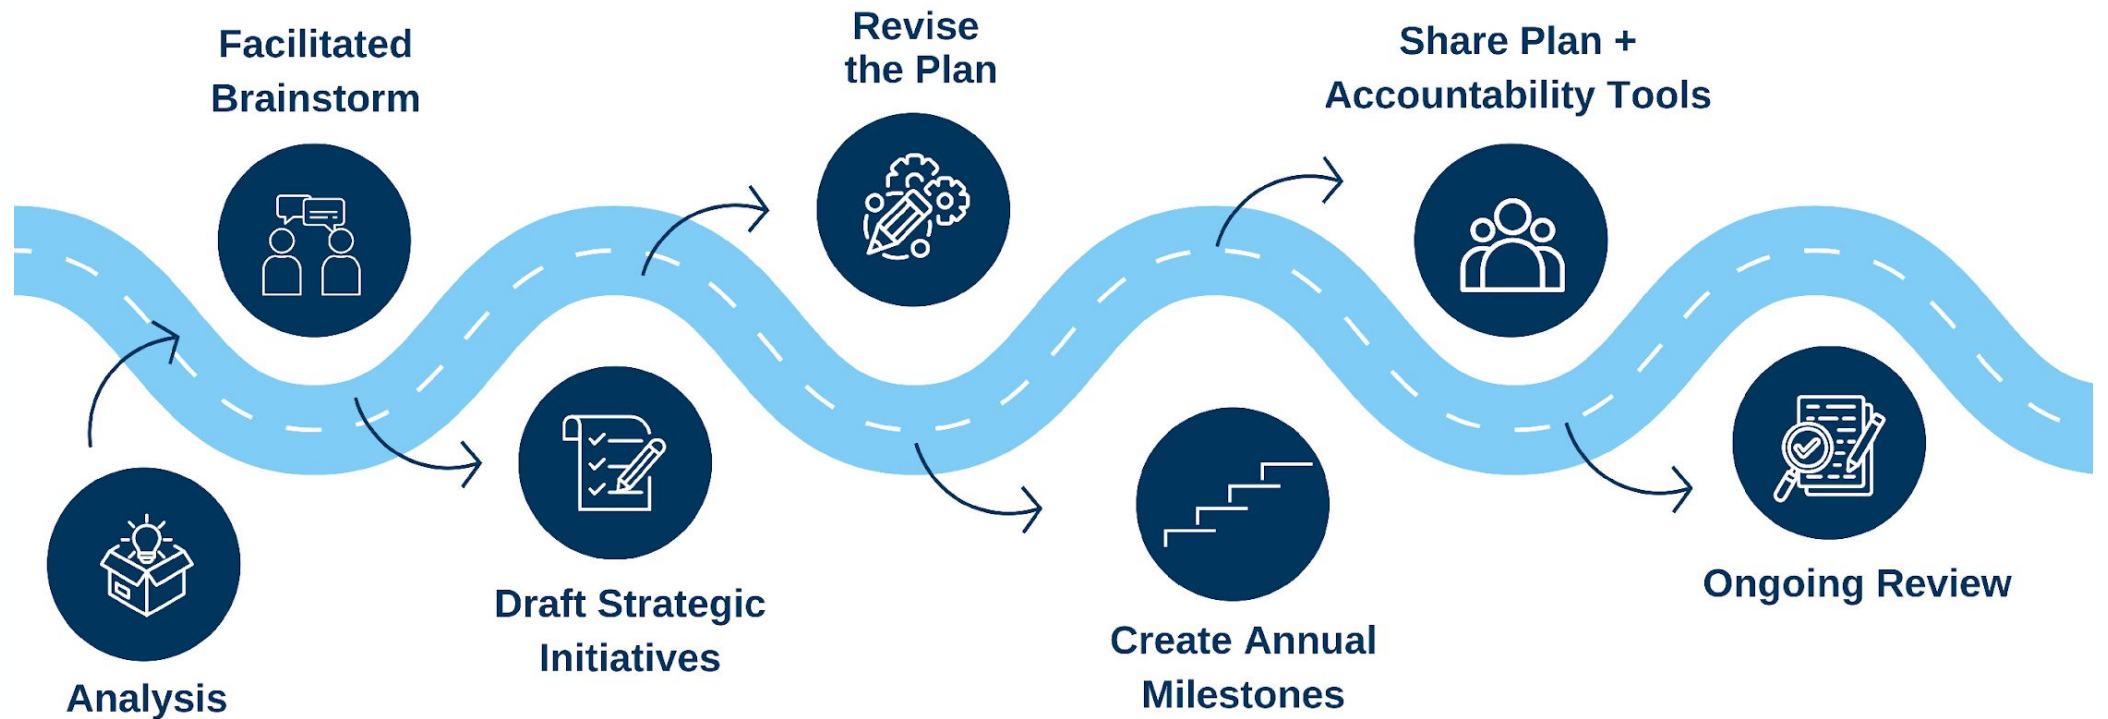 Analysis
Facilitated
Brainstorm
Draft Strategic
Initiatives
Revise
the Plan
Create Annual
Milestones
Share Plan +
Accountability Tools
Ongoing Review